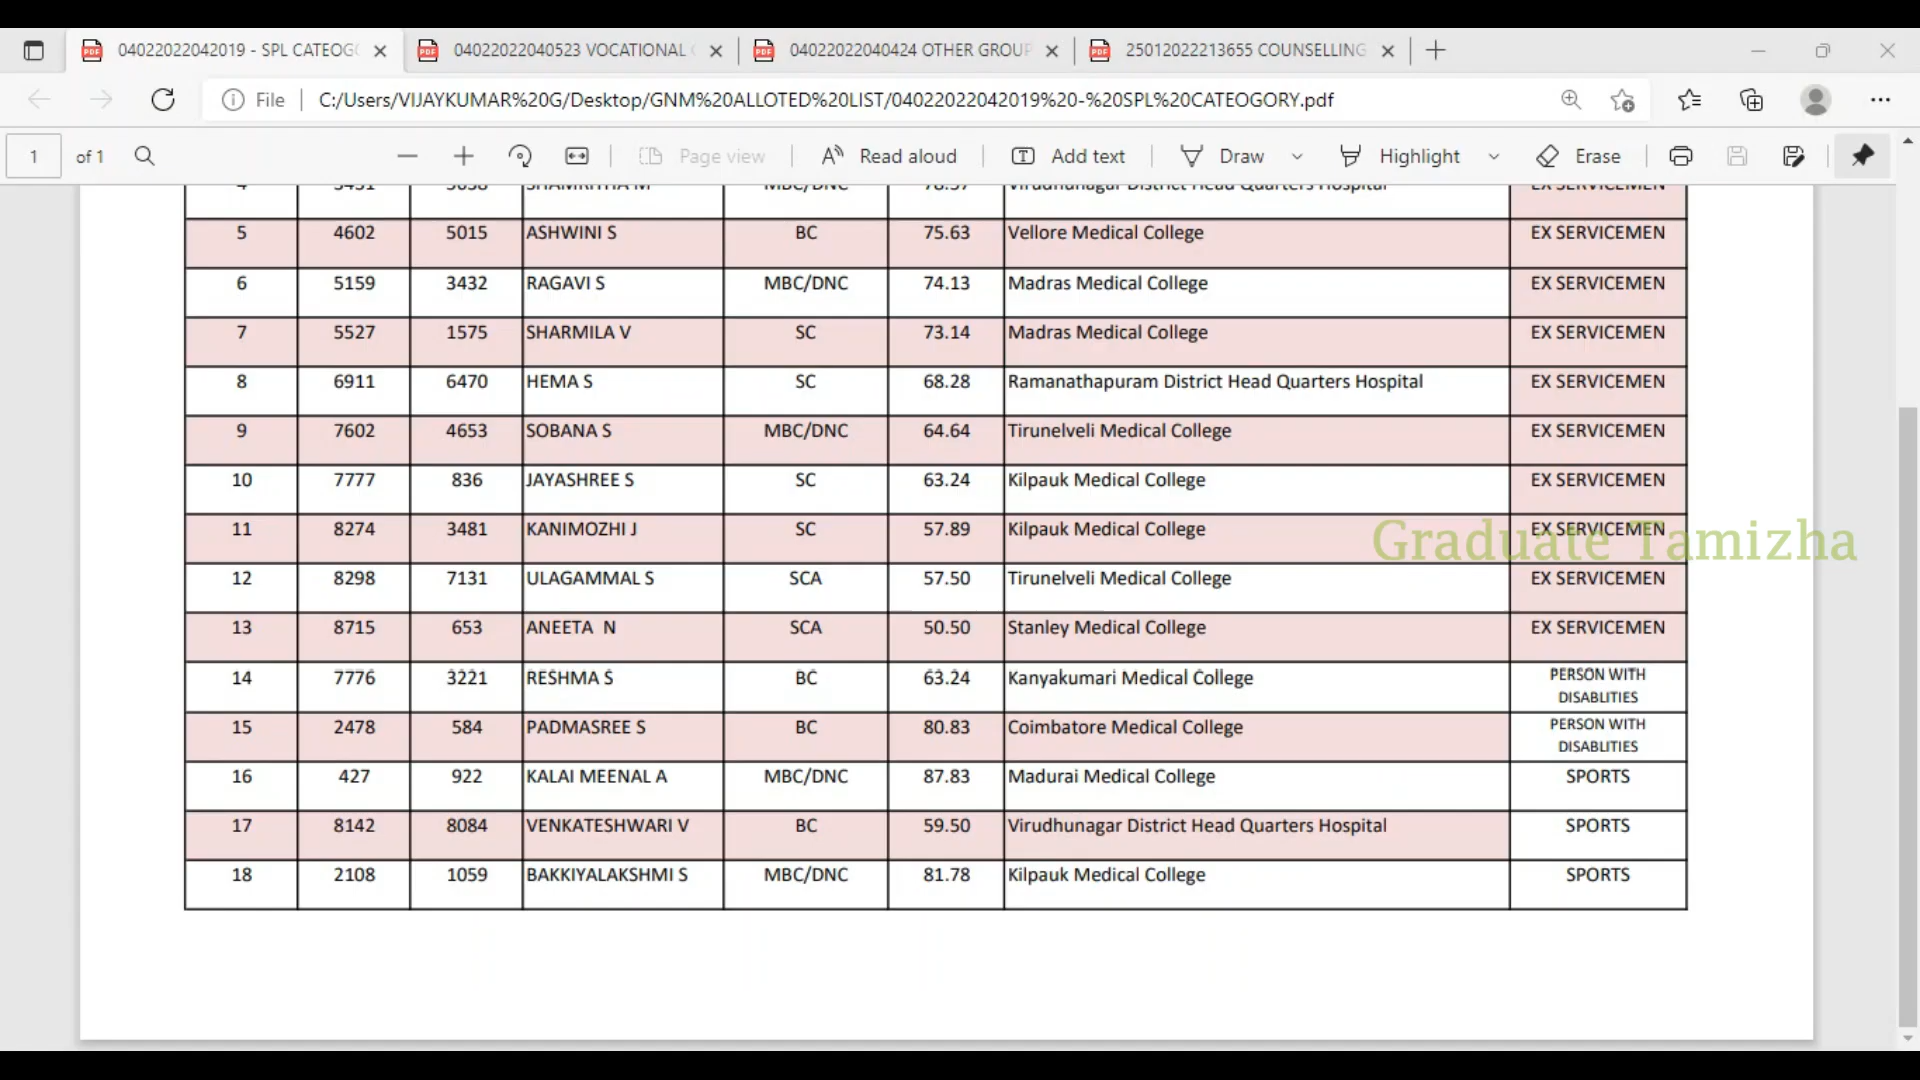 04022022042019 - SPL CATEOG
04022022040523 VOCATIONAL
04022022040424 OTHER GROUP
25012022213655 COUNSELLING
File
C:/Users/VIJAYKUMAR%20G/Desktop/GNM%20ALLOTED%20LIST/04022022042019%20-%20SPL%20CATEOGORY.pdf
1 of 1 Page view Read aloud Add text Draw Highlight Erase
4 MBC/DNC Virudhunagar District Head Quarters Hospital EX SERVICEMEN
5 4602 5015 ASHWINI S BC 75.63 Vellore Medical College EX SERVICEMEN
6 5159 3432 RAGAVI S MBC/DNC 74.13 Madras Medical College EX SERVICEMEN
7 5527 1575 SHARMILA V SC 73.14 Madras Medical College EX SERVICEMEN
8 6911 6470 HEMA S SC 68.28 Ramanathapuram District Head Quarters Hospital EX SERVICEMEN
9 7602 4653 SOBANA S MBC/DNC 64.64 Tirunelveli Medical College EX SERVICEMEN
10 7777 836 JAYASHREE S SC 63.24 Kilpauk Medical College EX SERVICEMEN
11 8274 3481 KANIMOZHI J SC 57.89 Kilpauk Medical College EX SERVICEMEN
Graduate Tamizha
12 8298 7131 ULAGAMMAL S SCA 57.50 Tirunelveli Medical College EX SERVICEMEN
13 8715 653 ANEETA N SCA 50.50 Stanley Medical College EX SERVICEMEN
14 7776 3221 RESHMA S BC 63.24 Kanyakumari Medical College PERSON WITH
DISABLITIES
15 2478 584 PADMASREE S BC 80.83 Coimbatore Medical College PERSON WITH
DISABLITIES
16 427 922 KALAI MEENAL A MBC/DNC 87.83 Madurai Medical College SPORTS
17 8142 8084 VENKATESHWARI V BC 59.50 Virudhunagar District Head Quarters Hospital SPORTS
18 2108 1059 BAKKIYALAKSHMI S MBC/DNC 81.78 Kilpauk Medical College SPORTS